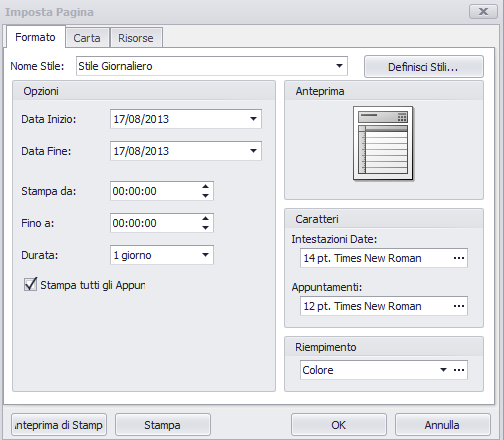 Imposta Pagina
Formato Carta Risorse
Nome Stile: Stile Giornaliero Definisci Stili...
Opzioni
Data Inizio: 17/08/2013
Data Fine: 17/08/2013
Stampa da: 00:00:00
Fino a: 00:00:00
Durata: 1 giorno
Stampa tutti gli Appun
Anteprima
Caratteri
Intestazioni Date:
14 pt. Times New Roman ...
Appuntamenti:
12 pt. Times New Roman ...
Riempimento
Colore ...
nteprima di Stamp Stampa OK Annulla